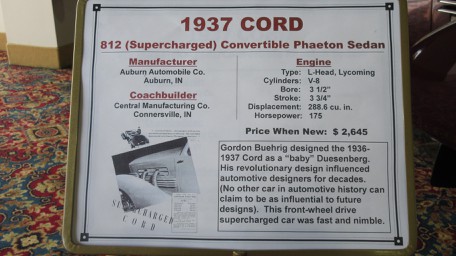 1937 CORD
812 (Supercharged) Convertible Phaeton Sedan
Manufacturer
Auburn Automobile Co.
Auburn, IN
Coachbuilder
Central Manufacturing Co.
Connersville, IN
Engine
Type: L-Head, Lycoming
Cylinders: V-8
Bore: 3 1/2"
Stroke: 3 3/4"
Displacement: 288.6 cu. in.
Horsepower: 175
Price When New: $ 2,645
Gordon Buehrig designed the 1936-
1937 Cord as a "baby" Duesenberg.
His revolutionary design influenced
automotive designers for decades.
(No other car in automotive history can
claim to be as influential to future
designs). This front-wheel drive
supercharged car was fast and nimble.
SUPERCHARGED
CORD